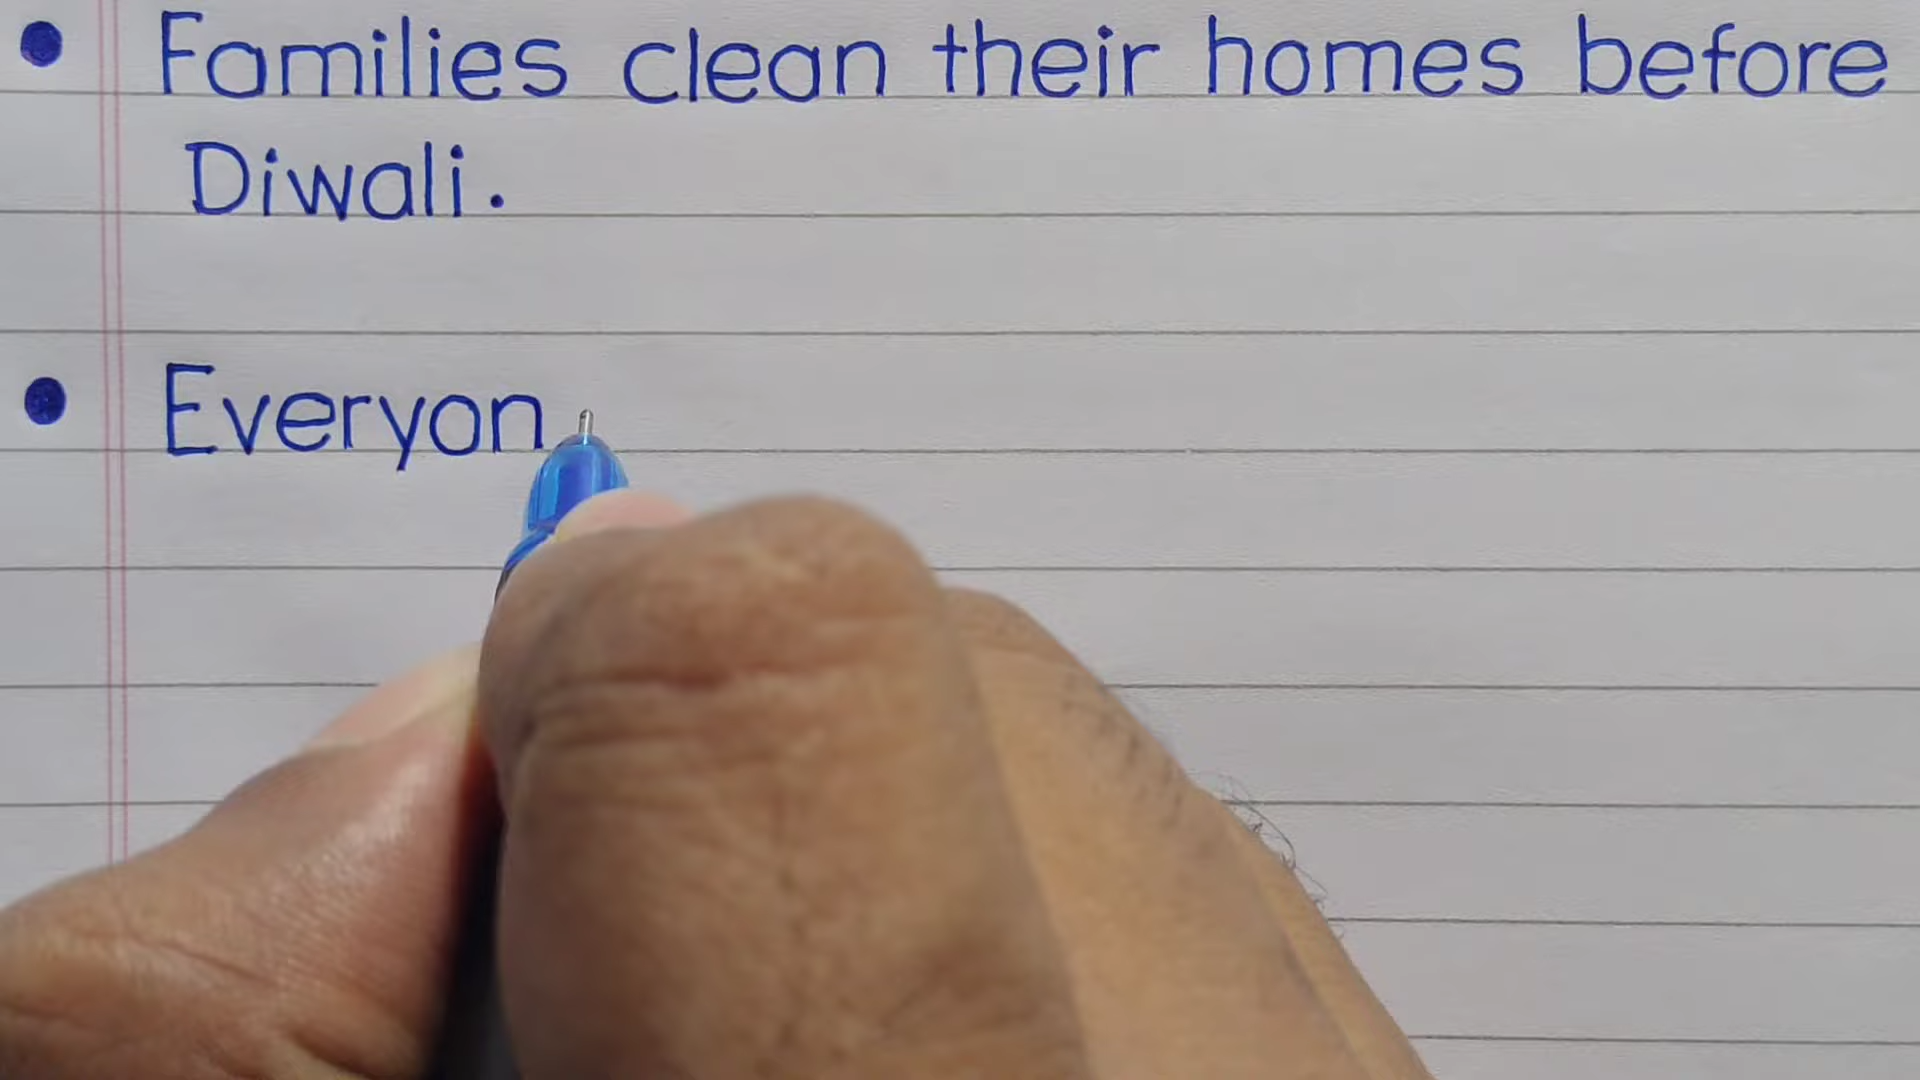 • Families clean their homes before
Diwali.
• Everyon